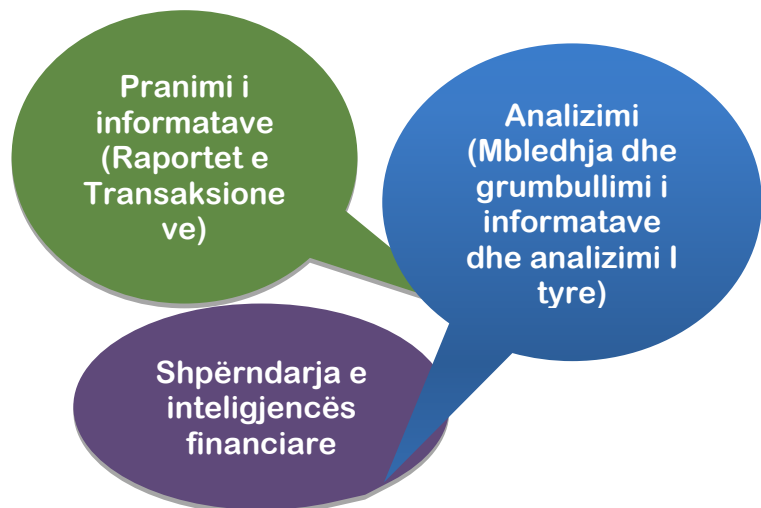 Pranimi i
informatave
(Raportet e
Transaksione
ve)
Analizimi
(Mbledhja dhe
grumbullimi i
informatave
dhe analizimi I
tyre)
Shpërndarja e
inteligjencës
financiare